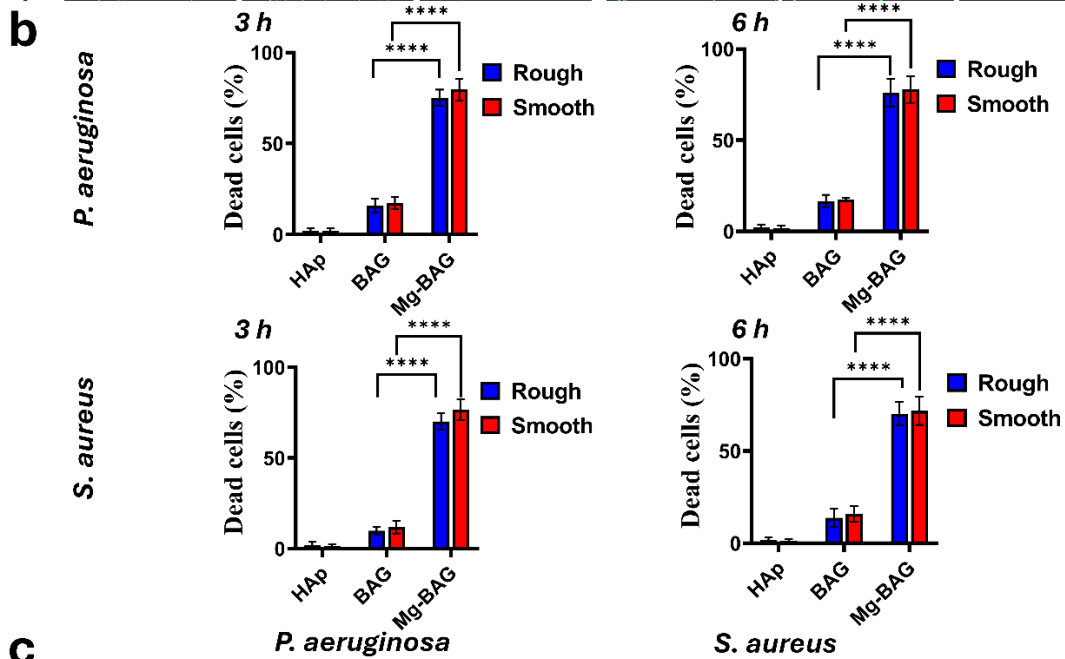 b
P. aeruginosa
3 h
****
****
Dead cells (%)
100
50
0
HAp
BAG
Mg-BAG
Rough
Smooth
6 h
****
****
Dead cells (%)
100
50
0
HAp
BAG
Mg-BAG
Rough
Smooth
S. aureus
3 h
****
****
Dead cells (%)
100
50
0
HAp
BAG
Mg-BAG
Rough
Smooth
6 h
****
****
Dead cells (%)
100
50
0
HAp
BAG
Mg-BAG
Rough
Smooth
c
P. aeruginosa
S. aureus